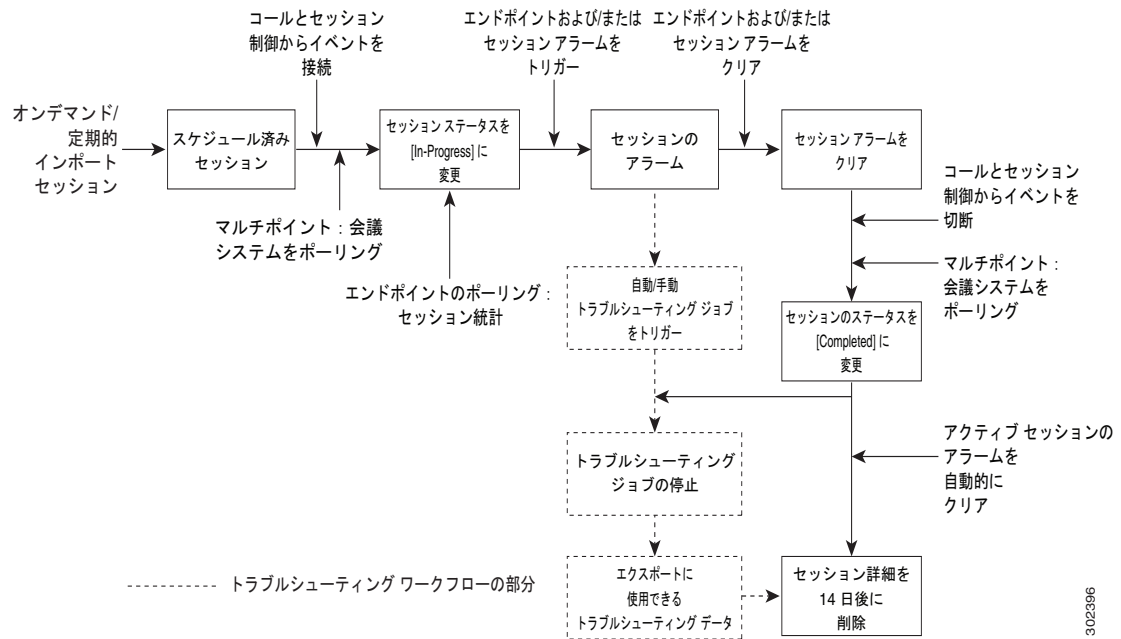 コールとセッション
制御からイベントを
接続
エンドポイントおよび/または
セッション アラームを
トリガー
エンドポイントおよび/または
セッション アラームを
クリア
オンデマンド/
定期的
インポート
セッション
スケジュール済み
セッション
セッション ステータスを
[In-Progress] に
変更
セッションの
アラーム
セッション アラームを
クリア
マルチポイント：会議
システムをポーリング
エンドポイントのポーリング：
セッション統計
コールとセッション
制御からイベントを
切断
マルチポイント：
会議システムを
ポーリング
自動/手動
トラブルシューティング ジョブ
をトリガー
セッションのステータスを
[Completed] に
変更
トラブルシューティング
ジョブの停止
アクティブ セッションの
アラームを
自動的に
クリア
トラブルシューティング ワークフローの部分
エクスポートに
使用できる
トラブルシューティング データ
セッション詳細を
14 日後に
削除
302396